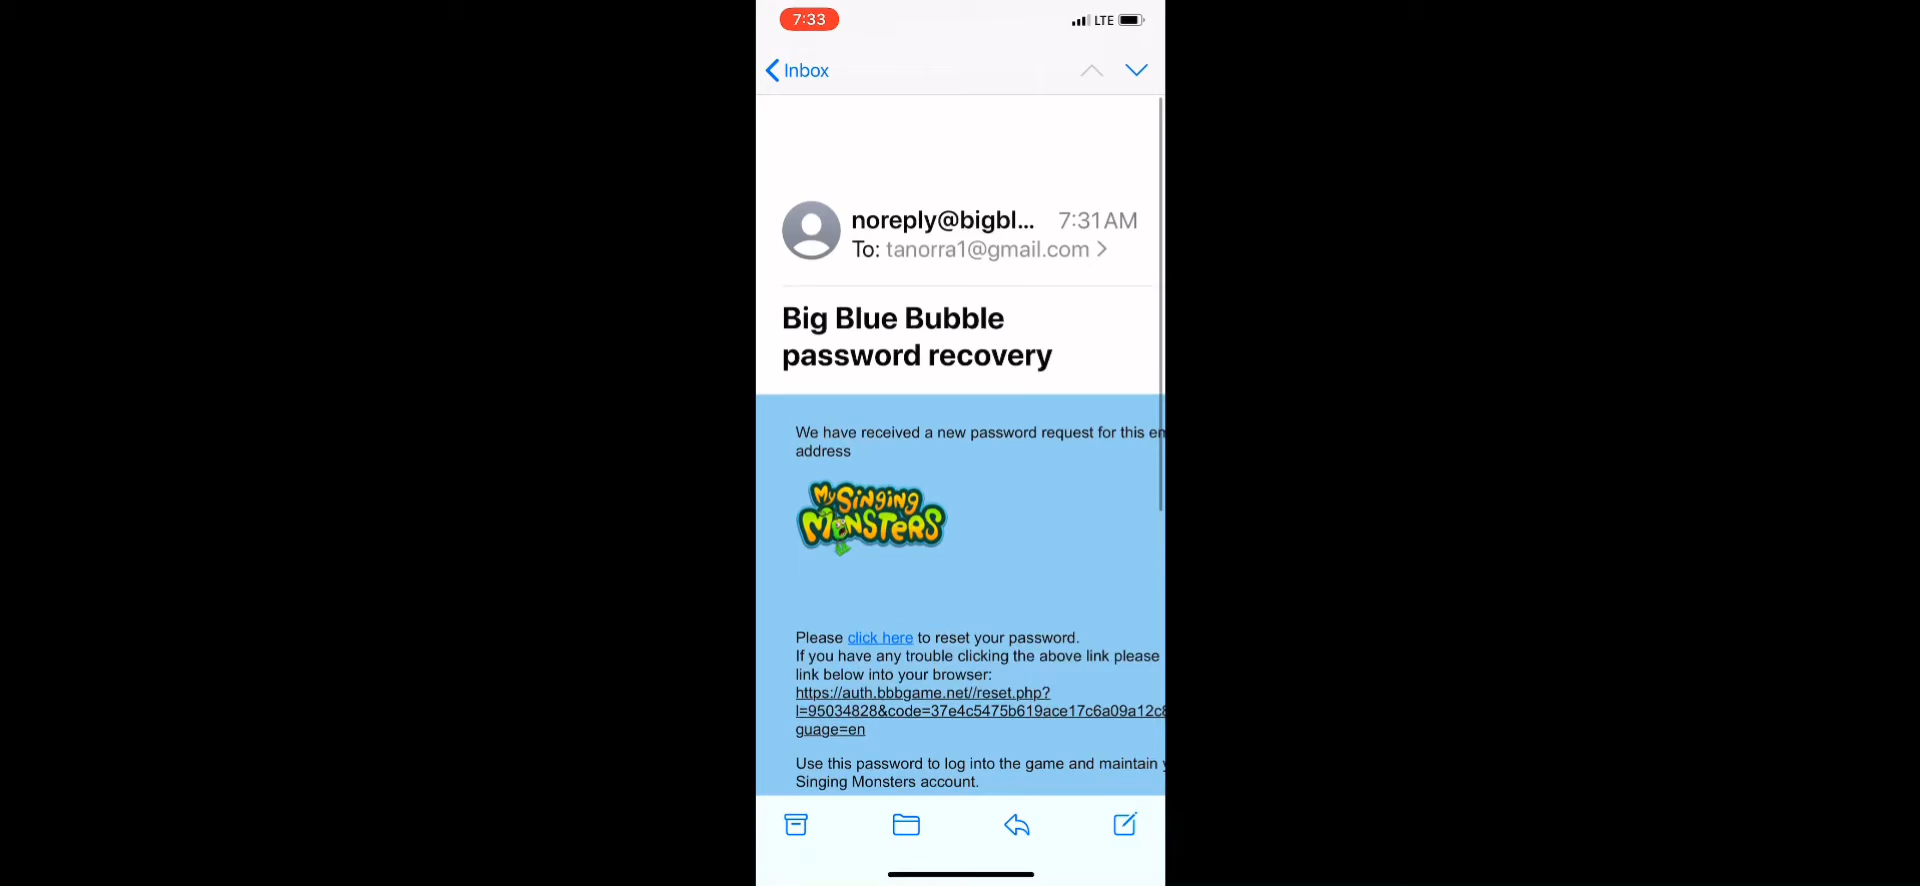 7:33
LTE
Inbox
noreply@bigbl... 7:31 AM
To: tanorra1@gmail.com
Big Blue Bubble
password recovery
We have received a new password request for this em
address
My Singing
Monsters
Please click here to reset your password.
If you have any trouble clicking the above link please
link below into your browser:
https://auth.bbbgame.net//reset.php?
l=95034828&code=37e4c5475b619ace17c6a09a12c8
guage=en
Use this password to log into the game and maintain y
Singing Monsters account.